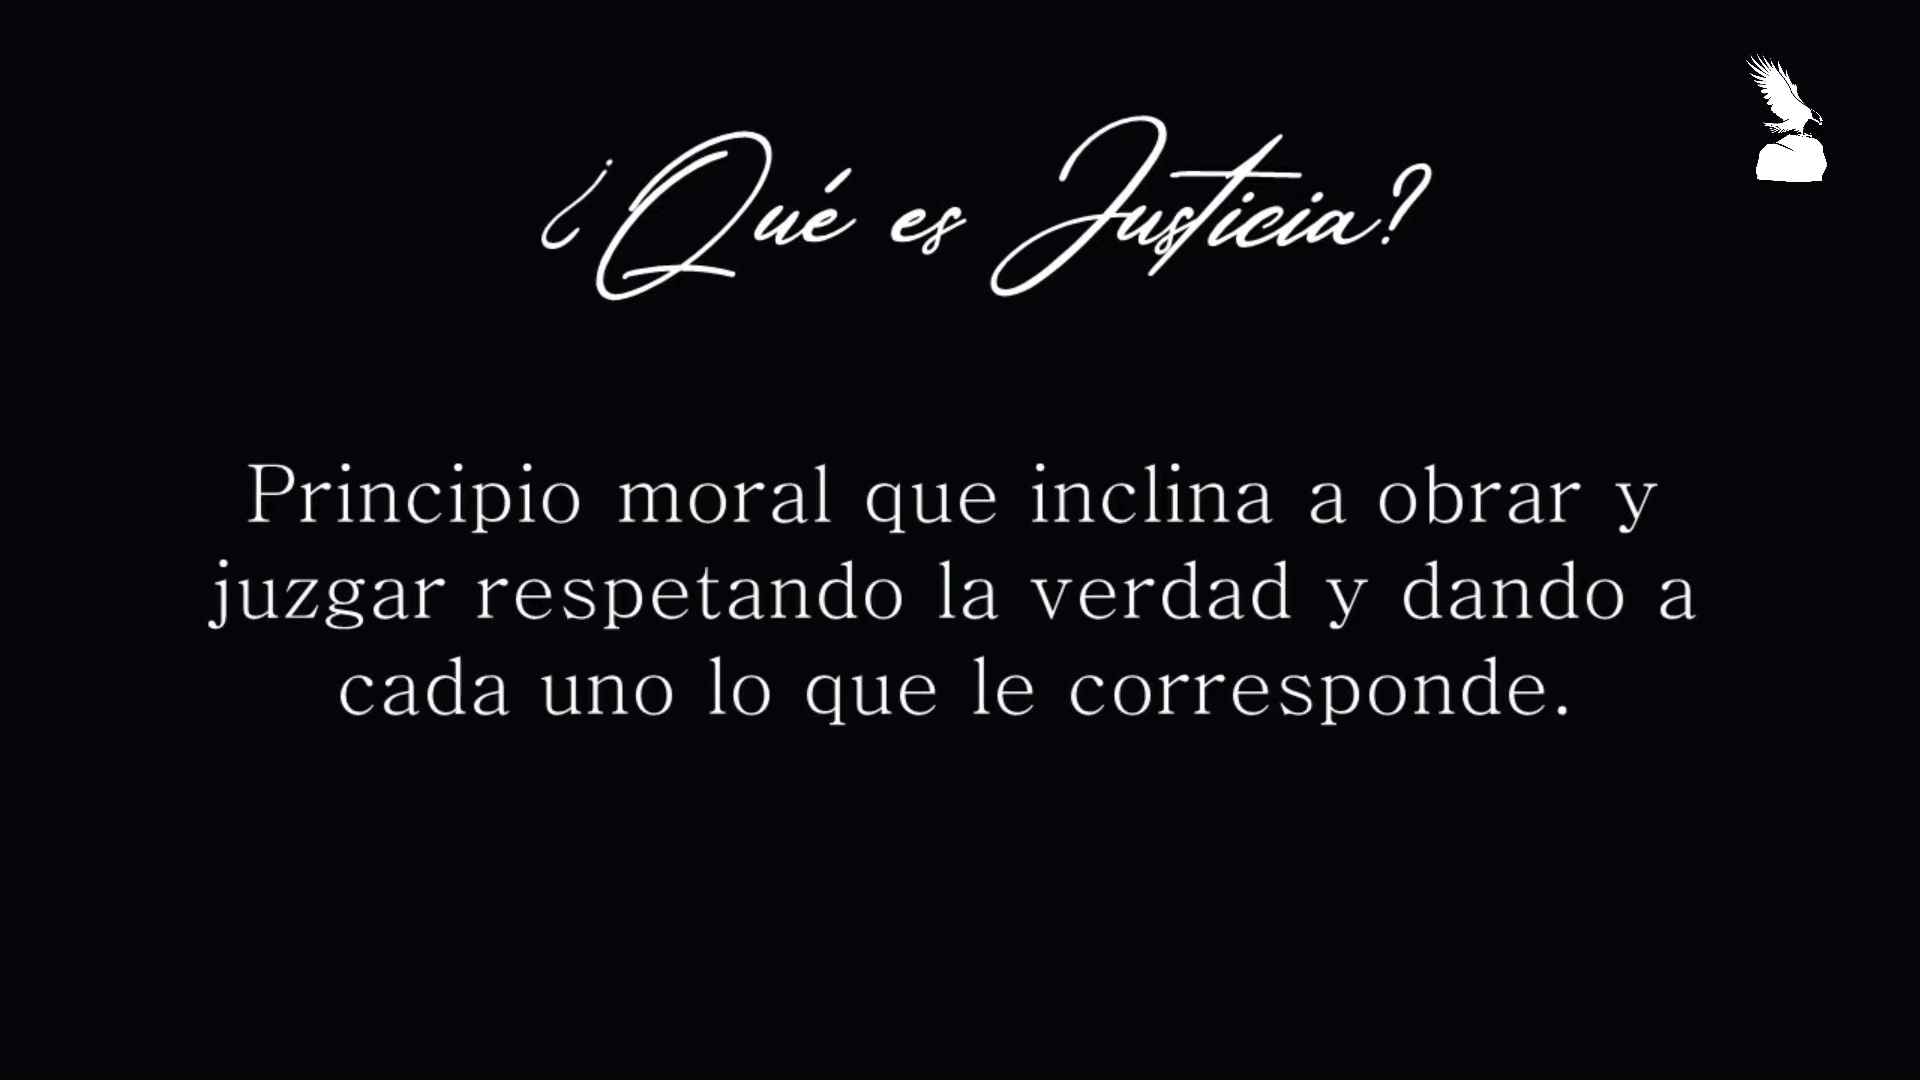 ¿Qué es Justicia?
Principio moral que inclina a obrar y
juzgar respetando la verdad y dando a
cada uno lo que le corresponde.